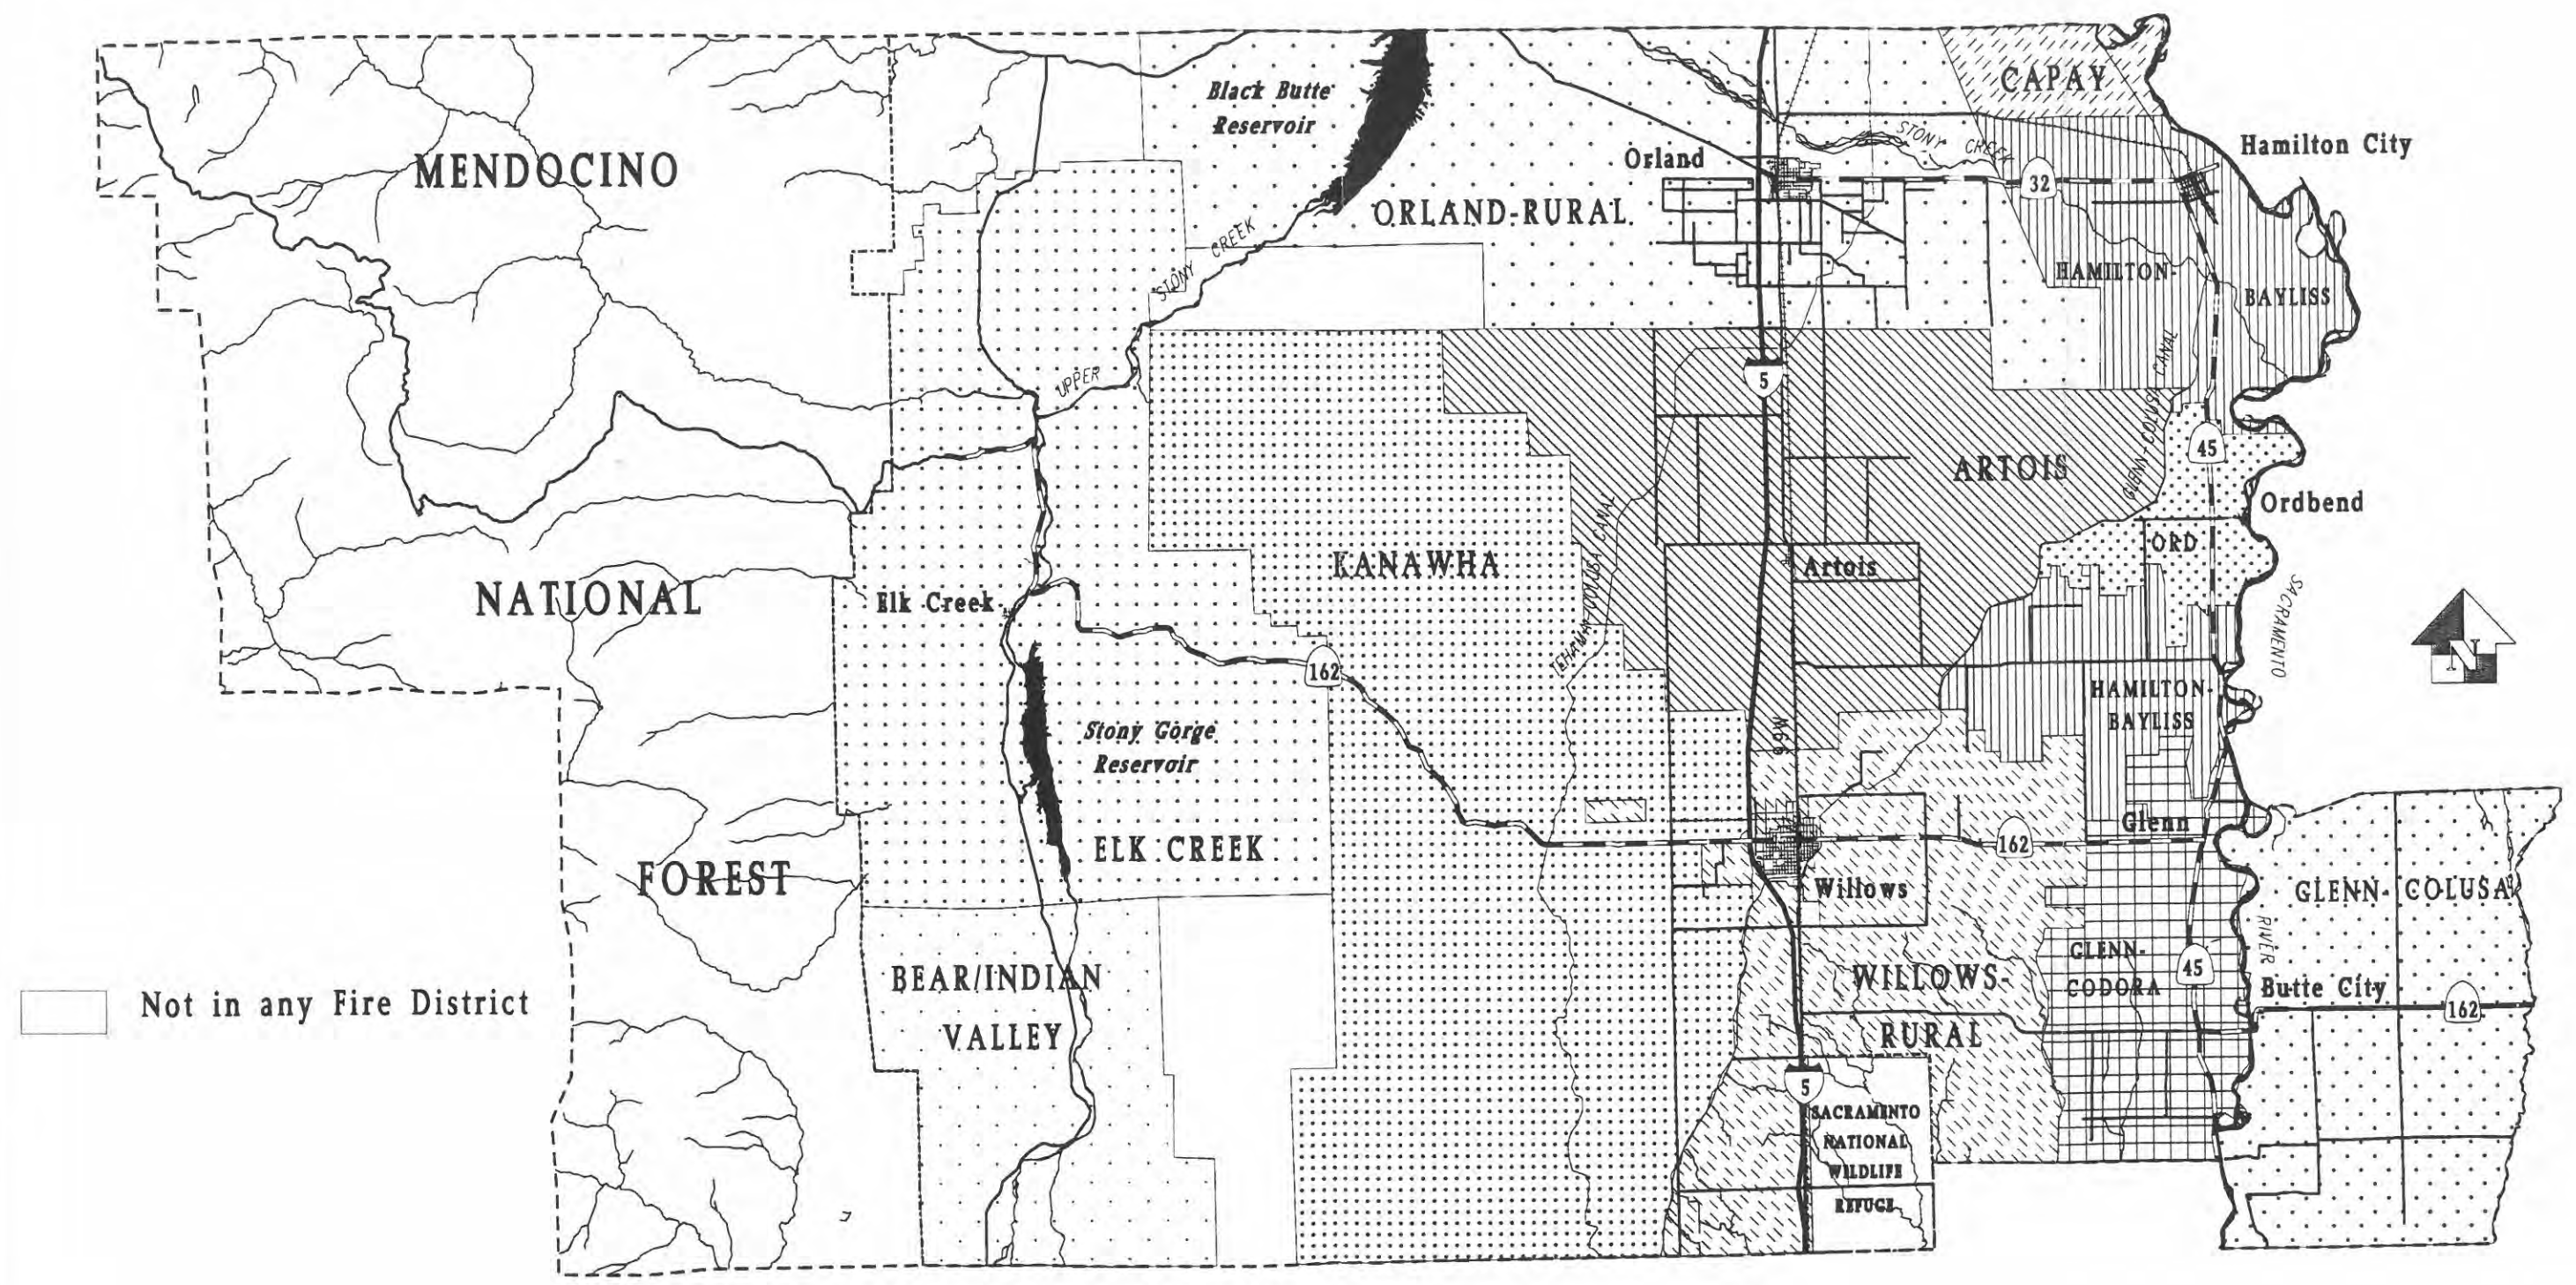 CAPAY
Black Butte
Reservoir
Hamilton City
STONY CREEK
Orland
MENDOCINO
32
ORLAND-RURAL
STONY CREEK
HAMILTON-
BAYLISS
UPPER
5
GLENN-COLUSA CANAL
45
ARTOIS
Ordbend
TEHAMA-COLUSA CANAL
ORD
KANAWHA
Artois
NATIONAL
Elk Creek
SACRAMENTO
N
162
HAMILTON-
BAYLISS
Stony Gorge
Reservoir
99W
Glenn
162
ELK CREEK
FOREST
Willows
GLENN-COLUSA
RIVER
GLENN-
CODORA
45
BEAR/INDIAN
VALLEY
WILLOWS-
RURAL
Butte City
162
Not in any Fire District
5
SACRAMENTO
NATIONAL
WILDLIFE
REFUGE